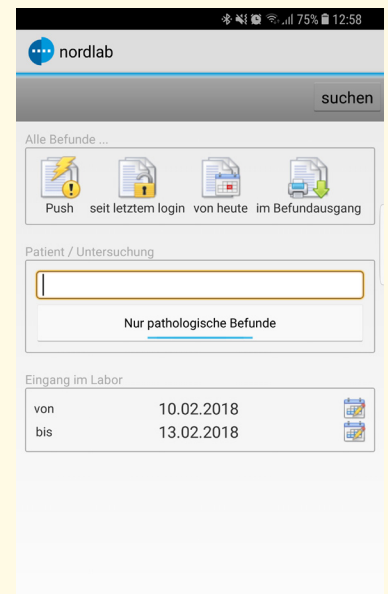 75% 12:58
nordlab
suchen
Alle Befunde ...
Push seit letztem login von heute im Befundausgang
Patient / Untersuchung
Nur pathologische Befunde
Eingang im Labor
von 10.02.2018
bis 13.02.2018